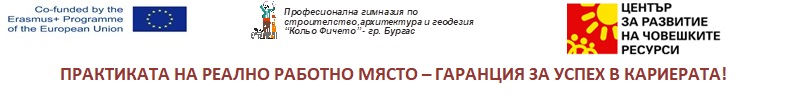 Co-funded by the
Erasmus+ Programme
of the European Union
Професионална гимназия по
строителство,архитектура и геодезия
“Кольо Фичето”- гр. Бургас
ЦЕНТЪР
ЗА РАЗВИТИЕ
НА ЧОВЕШКИТЕ
РЕСУРСИ
ПРАКТИКАТА НА РЕАЛНО РАБОТНО МЯСТО – ГАРАНЦИЯ ЗА УСПЕХ В КАРИЕРАТА!